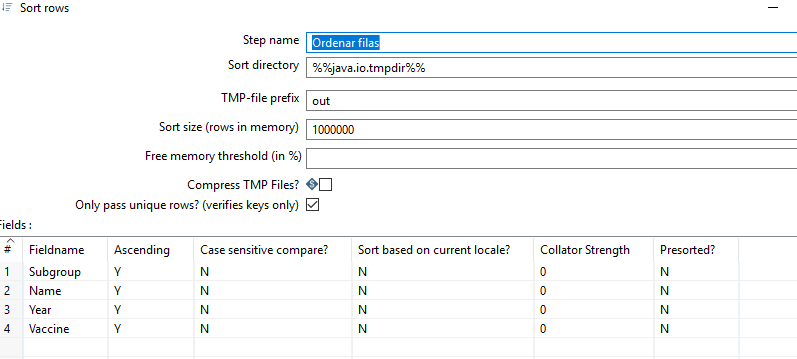 Sort rows
Step name Ordenar filas
Sort directory %%java.io.tmpdir%%
TMP-file prefix out
Sort size (rows in memory) 1000000
Free memory threshold (in %)
Compress TMP Files?
Only pass unique rows? (verifies keys only)
Fields :
# Fieldname Ascending Case sensitive compare? Sort based on current locale? Collator Strength Presorted?
1 Subgroup Y N N 0 N
2 Name Y N N 0 N
3 Year Y N N 0 N
4 Vaccine Y N N 0 N